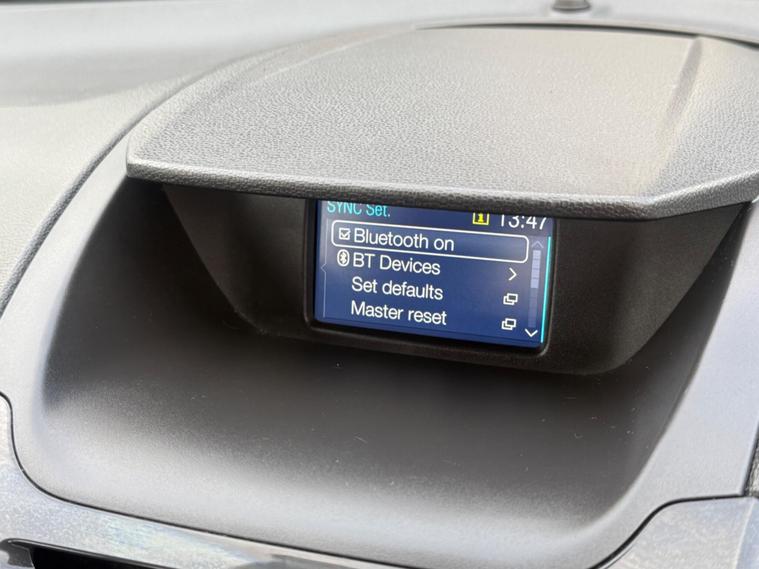 SYNC Set.
13:47
Bluetooth on
BT Devices
Set defaults
Master reset